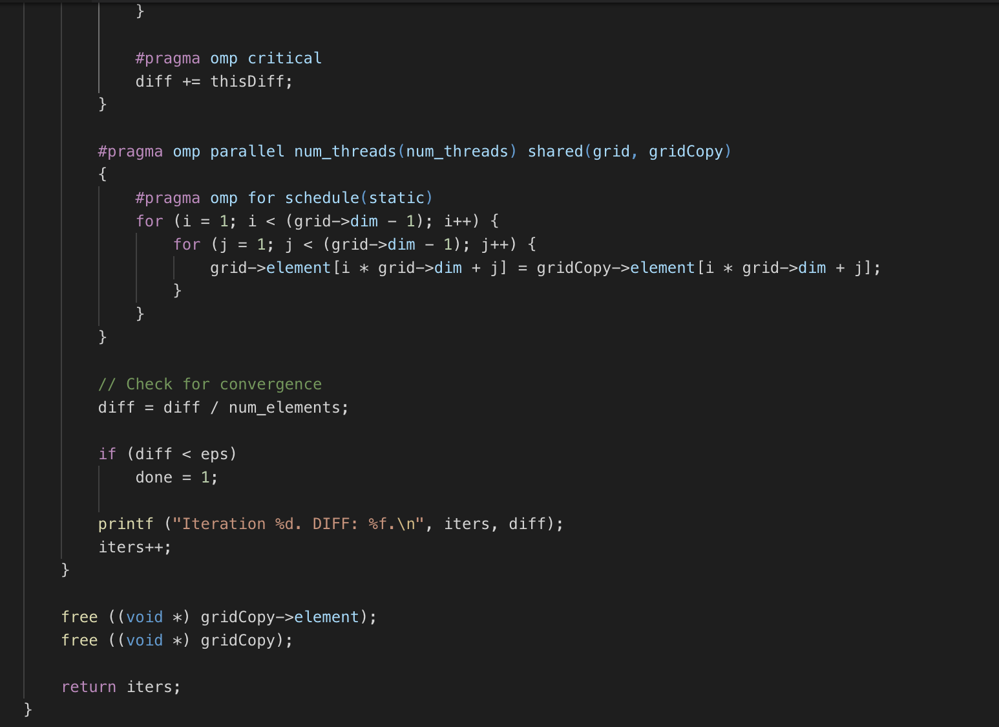 }
#pragma omp critical
diff += thisDiff;
}
#pragma omp parallel num_threads(num_threads) shared(grid, gridCopy)
{
#pragma omp for schedule(static)
for (i = 1; i < (grid->dim - 1); i++) {
for (j = 1; j < (grid->dim - 1); j++) {
grid->element[i * grid->dim + j] = gridCopy->element[i * grid->dim + j];
}
}
}
// Check for convergence
diff = diff / num_elements;
if (diff < eps)
done = 1;
printf ("Iteration %d. DIFF: %f.\n", iters, diff);
iters++;
}
free ((void *) gridCopy->element);
free ((void *) gridCopy);
return iters;
}